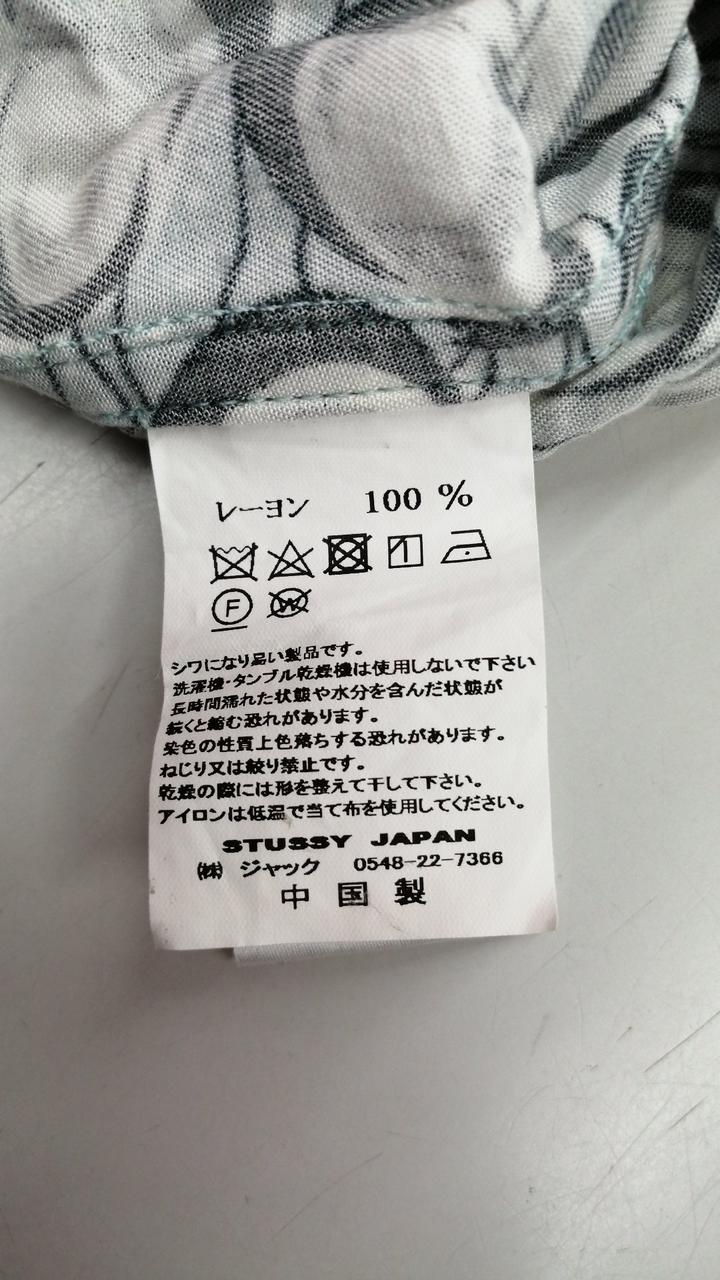 レーヨン 100 %
F W
シワになり易い製品です。
洗濯機・タンブル乾燥機は使用しないで下さい
長時間濡れた状態や水分を含んだ状態が
続くと縮む恐れがあります。
染色の性質上色落ちする恐れがあります。
ねじり又は絞り禁止です。
乾燥の際には形を整えて干して下さい。
アイロンは低温で当て布を使用してください。
STUSSY JAPAN
㈱ ジャック 0548-22-7366
中国製